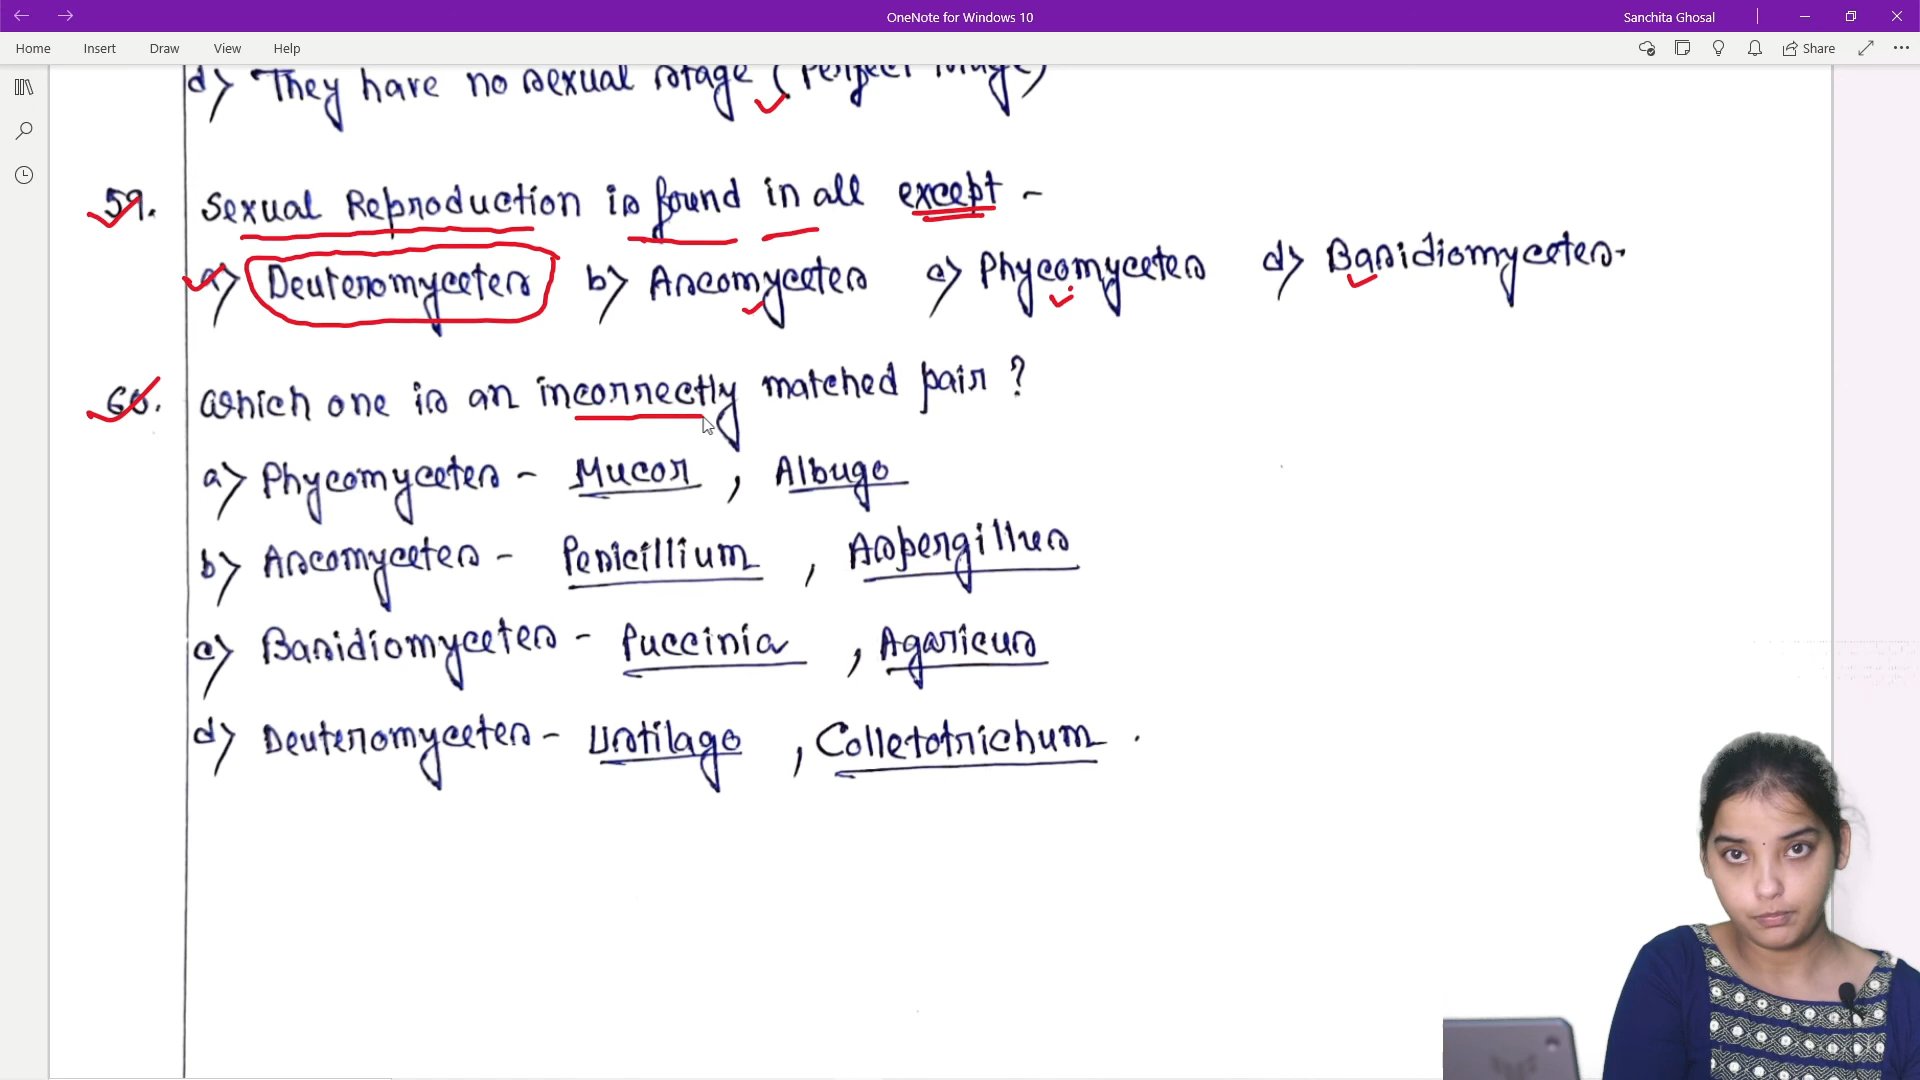 OneNote for Windows 10
Sanchita Ghosal
Home Insert Draw View Help
Share
d) They have no sexual stage (Perfect stage)
59. Sexual Reproduction is found in all except -
a) Deuteromycetes b) Ascomycetes c) Phycomycetes d) Basidiomycetes.
60. Which one is an incorrectly matched pair ?
a) Phycomycetes - Mucor , Albugo
b) Ascomycetes - Penicillium , Aspergillus
c) Basidiomycetes - Puccinia , Agaricus
d) Deuteromycetes - Ustilago , Colletotrichum .